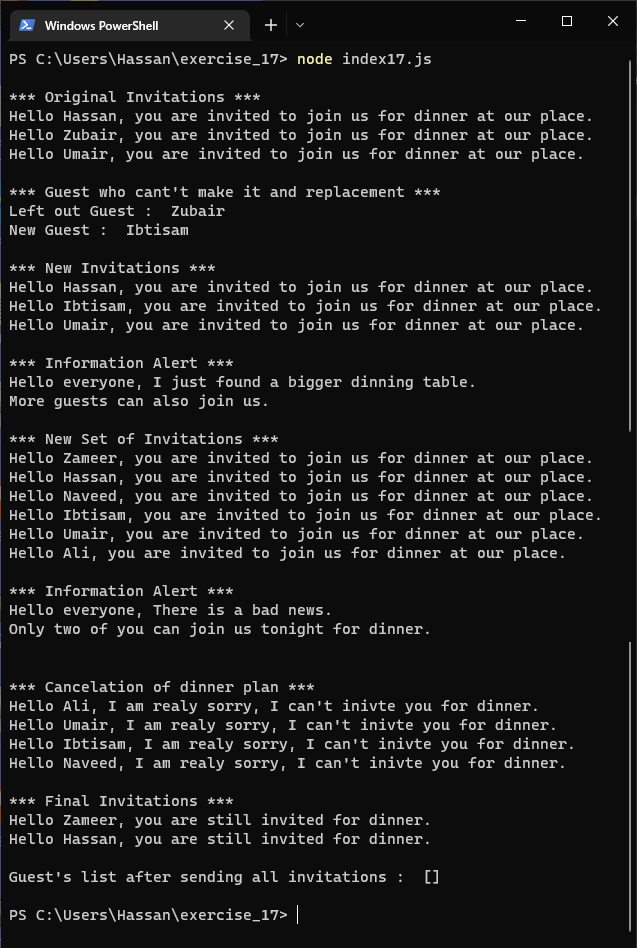 Windows PowerShell
PS C:\Users\Hassan\exercise_17> node index17.js
*** Original Invitations ***
Hello Hassan, you are invited to join us for dinner at our place.
Hello Zubair, you are invited to join us for dinner at our place.
Hello Umair, you are invited to join us for dinner at our place.
*** Guest who cant't make it and replacement ***
Left out Guest :  Zubair
New Guest :  Ibtisam
*** New Invitations ***
Hello Hassan, you are invited to join us for dinner at our place.
Hello Ibtisam, you are invited to join us for dinner at our place.
Hello Umair, you are invited to join us for dinner at our place.
*** Information Alert ***
Hello everyone, I just found a bigger dinning table.
More guests can also join us.
*** New Set of Invitations ***
Hello Zameer, you are invited to join us for dinner at our place.
Hello Hassan, you are invited to join us for dinner at our place.
Hello Naveed, you are invited to join us for dinner at our place.
Hello Ibtisam, you are invited to join us for dinner at our place.
Hello Umair, you are invited to join us for dinner at our place.
Hello Ali, you are invited to join us for dinner at our place.
*** Information Alert ***
Hello everyone, There is a bad news.
Only two of you can join us tonight for dinner.
*** Cancelation of dinner plan ***
Hello Ali, I am realy sorry, I can't inivte you for dinner.
Hello Umair, I am realy sorry, I can't inivte you for dinner.
Hello Ibtisam, I am realy sorry, I can't inivte you for dinner.
Hello Naveed, I am realy sorry, I can't inivte you for dinner.
*** Final Invitations ***
Hello Zameer, you are still invited for dinner.
Hello Hassan, you are still invited for dinner.
Guest's list after sending all invitations :  []
PS C:\Users\Hassan\exercise_17>